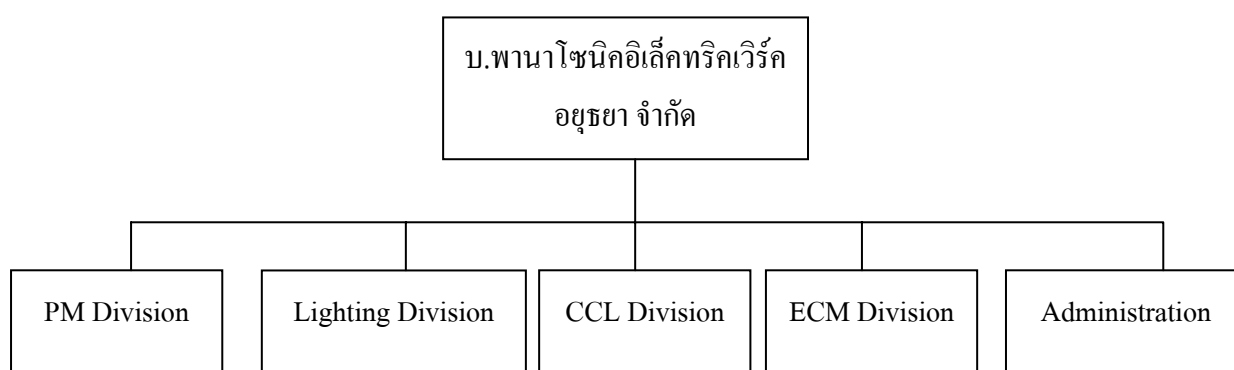 บ.พานาโซนิคอิเล็คทริคเวิร์ค
อยุธยา จำกัด
PM Division
Lighting Division
CCL Division
ECM Division
Administration